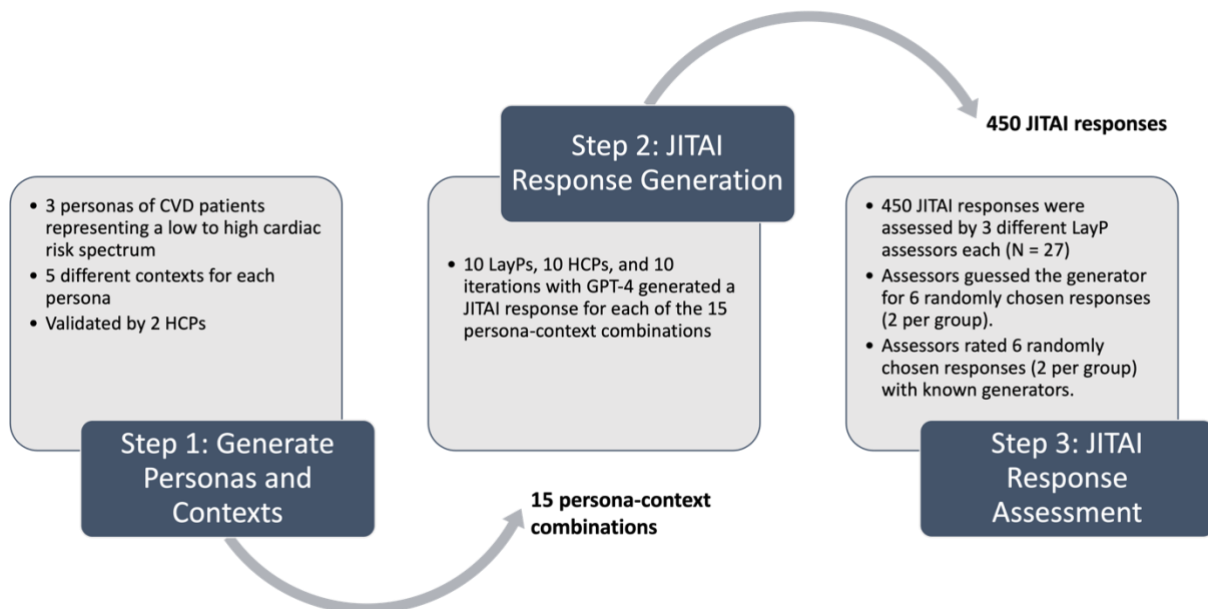 • 3 personas of CVD patients
representing a low to high cardiac
risk spectrum
• 5 different contexts for each
persona
• Validated by 2 HCPs
Step 1: Generate
Personas and
Contexts
15 persona-context
combinations
Step 2: JITAI
Response Generation
• 10 LayPs, 10 HCPs, and 10
iterations with GPT-4 generated a
JITAI response for each of the 15
persona-context combinations
450 JITAI responses
• 450 JITAI responses were
assessed by 3 different LayP
assessors each (N = 27)
• Assessors guessed the generator
for 6 randomly chosen responses
(2 per group).
• Assessors rated 6 randomly
chosen responses (2 per group)
with known generators.
Step 3: JITAI
Response
Assessment